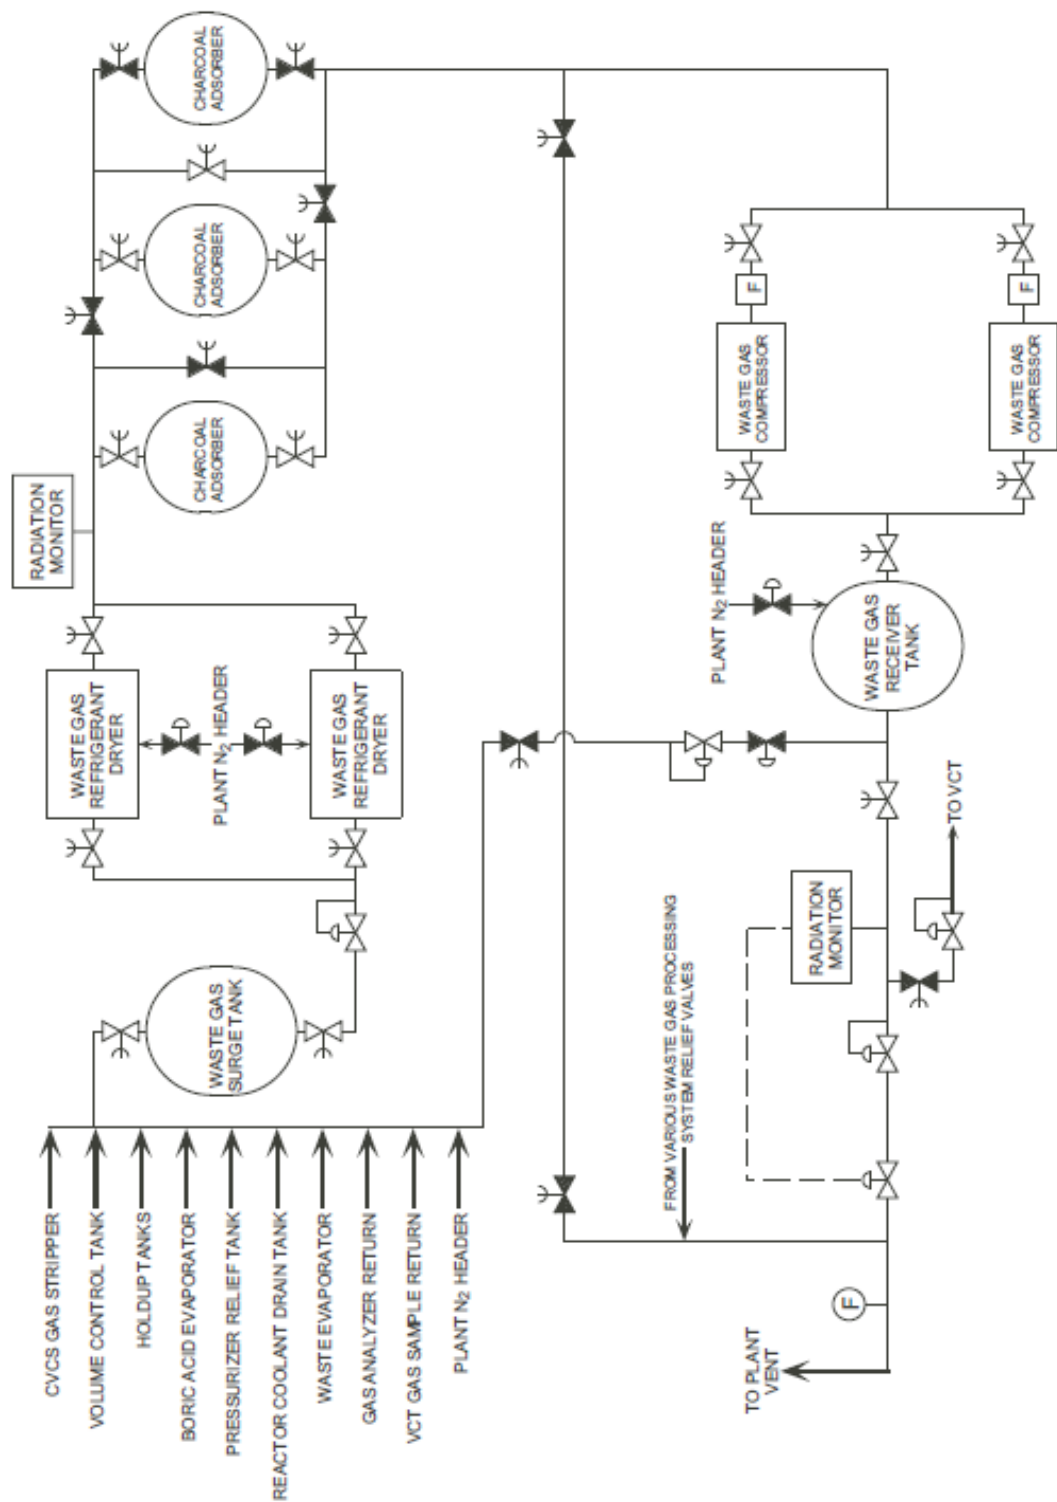 CVCS GAS STRIPPER
VOLUME CONTROL TANK
HOLDUP TANKS
BORIC ACID EVAPORATOR
PRESSURIZER RELIEF TANK
REACTOR COOLANT DRAIN TANK
WASTE EVAPORATOR
GAS ANALYZER RETURN
VCT GAS SAMPLE RETURN
PLANT N2 HEADER
WASTE GAS
SURGE TANK
WASTE GAS
REFRIGERANT
DRYER
PLANT N2 HEADER
WASTE GAS
REFRIGERANT
DRYER
RADIATION
MONITOR
CHARCOAL
ADSORBER
CHARCOAL
ADSORBER
CHARCOAL
ADSORBER
TO PLANT
VENT
F
FROM VARIOUS WASTE GAS PROCESSING
SYSTEM RELIEF VALVES
RADIATION
MONITOR
TO VCT
PLANT N2 HEADER
WASTE GAS
RECEIVER
TANK
WASTE GAS
COMPRESSOR
F
WASTE GAS
COMPRESSOR
F